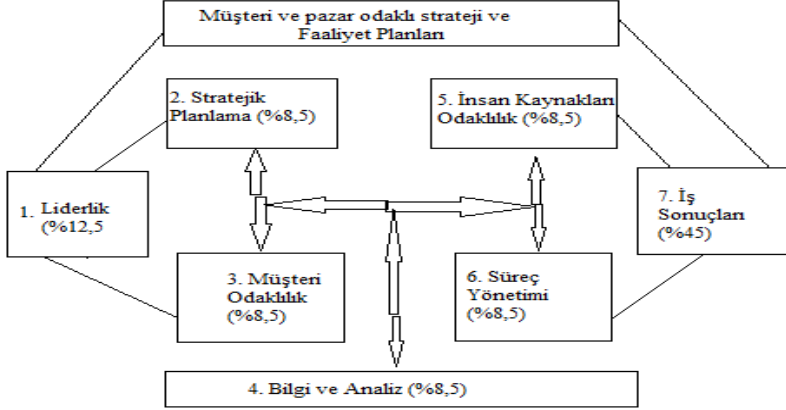 Müşteri ve pazar odaklı strateji ve
Faaliyet Planları
2. Stratejik
Planlama (%8,5)
5. İnsan Kaynakları
Odaklılık (%8,5)
1. Liderlik
(%12,5
7. İş
Sonuçları
(%45)
3. Müşteri
Odaklılık
(%8,5)
6. Süreç
Yönetimi
(%8,5)
4. Bilgi ve Analiz (%8,5)